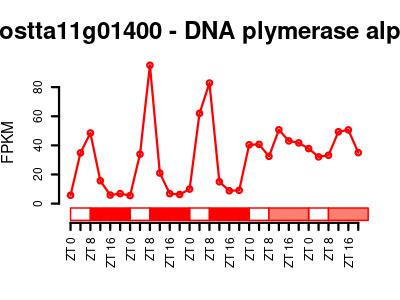 ostta11g01400 - DNA plymerase alp
FPKM
80
60
40
20
0
ZT 0
ZT 8
ZT 16
ZT 0
ZT 8
ZT 16
ZT 0
ZT 8
ZT 16
ZT 0
ZT 8
ZT 16
ZT 0
ZT 8
ZT 16